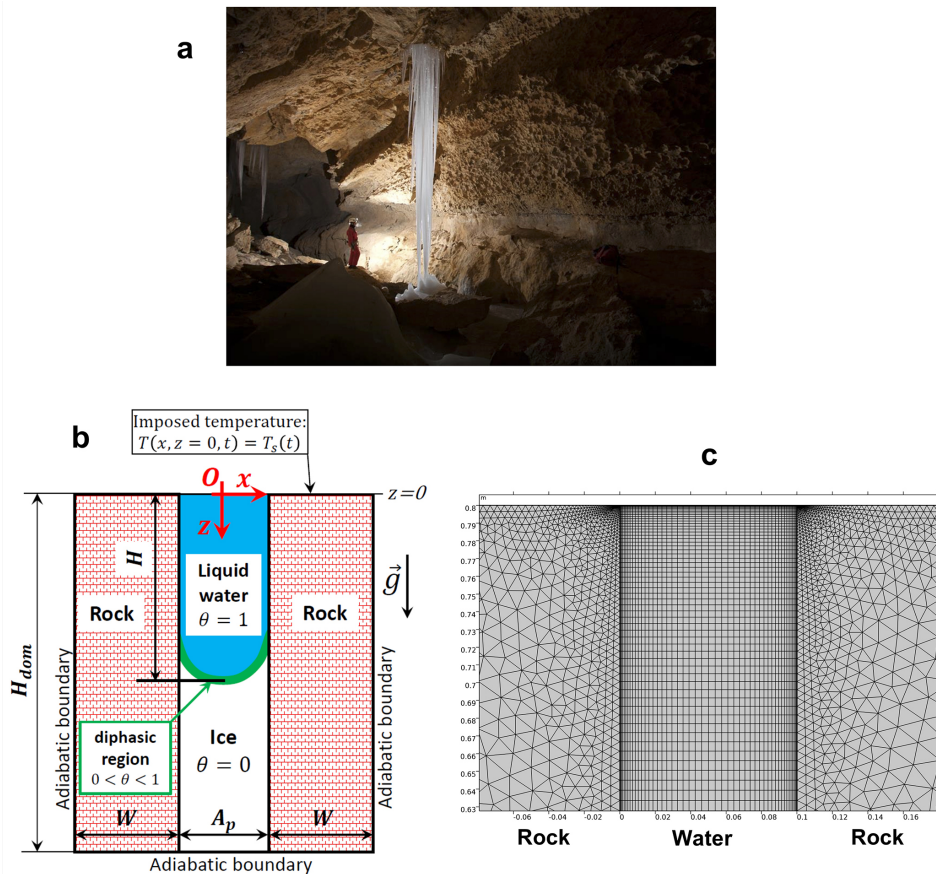 a
b
Imposed temperature:
T(x, z = 0, t) = T_s(t)
O
x
z=0
z
H
Liquid
water
θ = 1
g⃗
Rock
Rock
H_dom
Adiabatic boundary
diphasic
region
0 < θ < 1
Ice
θ = 0
Adiabatic boundary
W
A_p
W
Adiabatic boundary
c
m
0.8
0.79
0.78
0.77
0.76
0.75
0.74
0.73
0.72
0.71
0.7
0.69
0.68
0.67
0.66
0.65
0.64
0.63
-0.06 -0.04 -0.02 0 0.02 0.04 0.06 0.08 0.1 0.12 0.14 0.16
Rock Water Rock